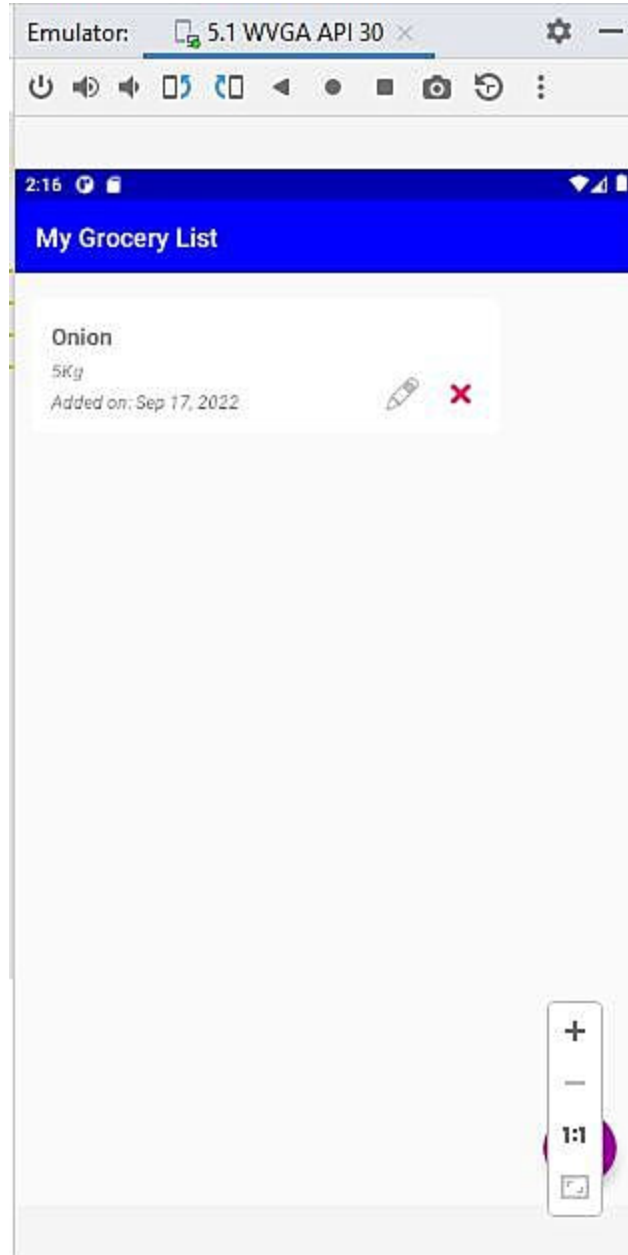 Emulator: 5.1 WVGA API 30
2:16
My Grocery List
Onion
5Kg
Added on: Sep 17, 2022
1:1